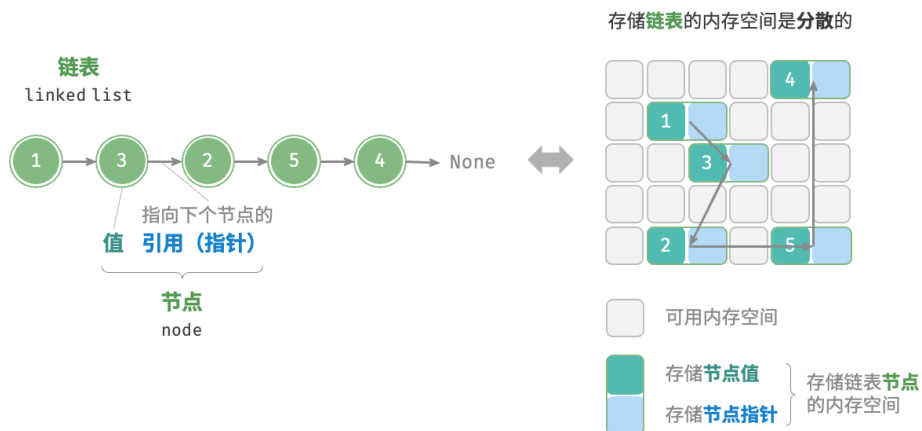 存储链表的内存空间是分散的
链表
linked list
1 3 2 5 4 None
指向下个节点的
值 引用（指针）
节点
node
4
1
3
2 5
可用内存空间
存储节点值
存储节点指针
存储链表节点
的内存空间